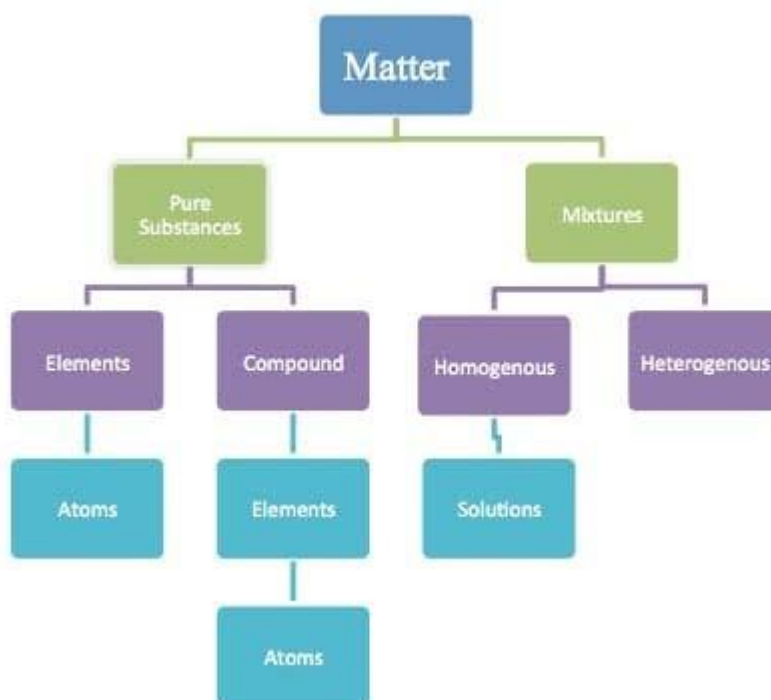 Matter
Pure
Substances
Mixtures
Elements
Compound
Homogenous
Heterogenous
Atoms
Elements
Solutions
Atoms